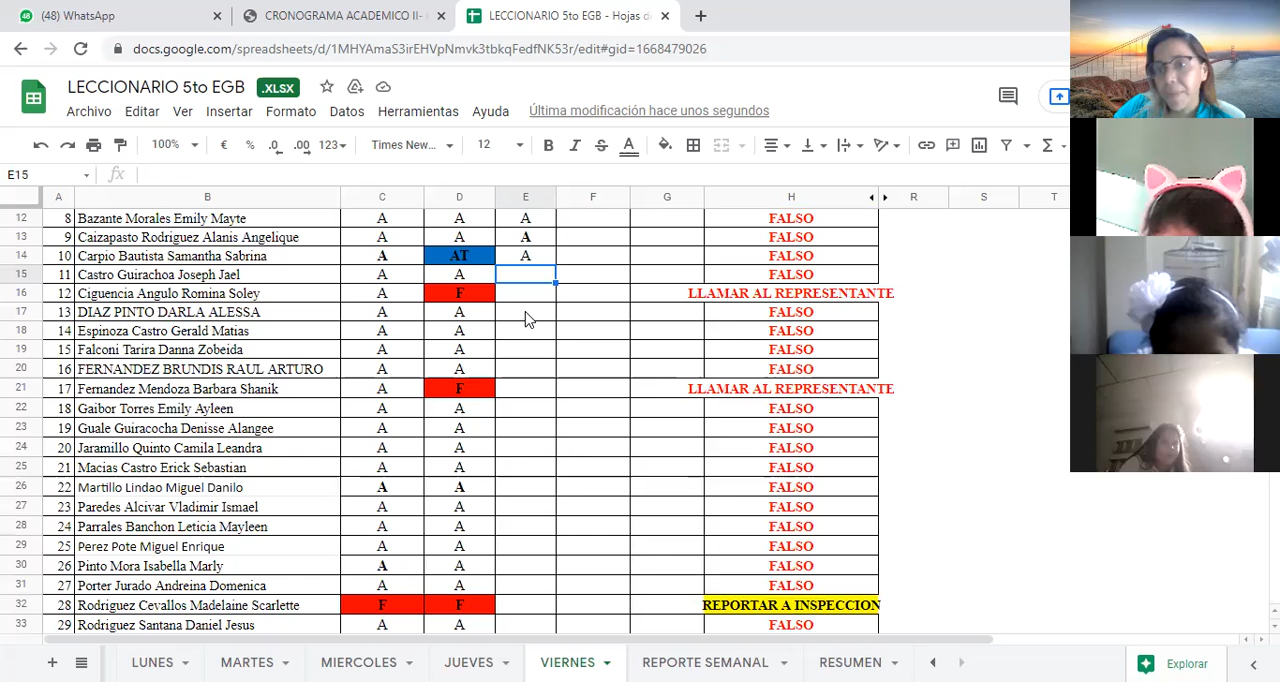 (48) WhatsApp
CRONOGRAMA ACADEMICO II-
LECCIONARIO 5to EGB - Hojas de
docs.google.com/spreadsheets/d/1MHYAmaS3irEHVpNmvk3tbkqFedfNK53r/edit#gid=1668479026
LECCIONARIO 5to EGB .XLSX
Archivo Editar Ver Insertar Formato Datos Herramientas Ayuda Última modificación hace unos segundos
100% € % .0 .00 123 Times New... 12 B I S A Σ
E15 fx
A B C D E F G H R S T
12 8 Bazante Morales Emily Mayte A A A FALSO
13 9 Caizapasto Rodriguez Alanis Angelique A A A FALSO
14 10 Carpio Bautista Samantha Sabrina A AT A FALSO
15 11 Castro Guirachoa Joseph Jael A A FALSO
16 12 Ciguencia Angulo Romina Soley A F LLAMAR AL REPRESENTANTE
17 13 DIAZ PINTO DARLA ALESSA A A FALSO
18 14 Espinoza Castro Gerald Matias A A FALSO
19 15 Falconi Tarira Danna Zobeida A A FALSO
20 16 FERNANDEZ BRUNDIS RAUL ARTURO A A FALSO
21 17 Fernandez Mendoza Barbara Shanik A F LLAMAR AL REPRESENTANTE
22 18 Gaibor Torres Emily Ayleen A A FALSO
23 19 Guale Guiracocha Denisse Alangee A A FALSO
24 20 Jaramillo Quinto Camila Leandra A A FALSO
25 21 Macias Castro Erick Sebastian A A FALSO
26 22 Martillo Lindao Miguel Danilo A A FALSO
27 23 Paredes Alcivar Vladimir Ismael A A FALSO
28 24 Parrales Banchon Leticia Mayleen A A FALSO
29 25 Perez Pote Miguel Enrique A A FALSO
30 26 Pinto Mora Isabella Marly A A FALSO
31 27 Porter Jurado Andreina Domenica A A FALSO
32 28 Rodriguez Cevallos Madelaine Scarlette F F REPORTAR A INSPECCION
33 29 Rodriguez Santana Daniel Jesus A A FALSO
LUNES MARTES MIERCOLES JUEVES VIERNES REPORTE SEMANAL RESUMEN Explorar